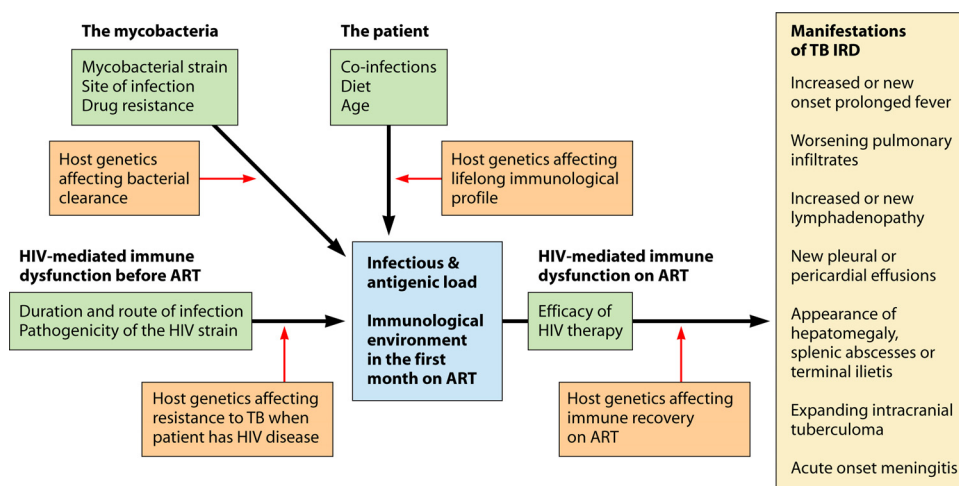 The mycobacteria
Mycobacterial strain
Site of infection
Drug resistance
The patient
Co-infections
Diet
Age
Host genetics
affecting bacterial
clearance
Host genetics affecting
lifelong immunological
profile
HIV-mediated immune
dysfunction before ART
Duration and route of infection
Pathogenicity of the HIV strain
Infectious &
antigenic load
Immunological
environment
in the first
month on ART
HIV-mediated immune
dysfunction on ART
Efficacy of
HIV therapy
Host genetics affecting
resistance to TB when
patient has HIV disease
Host genetics affecting
immune recovery
on ART
Manifestations
of TB IRD
Increased or new
onset prolonged fever
Worsening pulmonary
infiltrates
Increased or new
lymphadenopathy
New pleural or
pericardial effusions
Appearance of
hepatomegaly,
splenic abscesses or
terminal ilietis
Expanding intracranial
tuberculoma
Acute onset meningitis